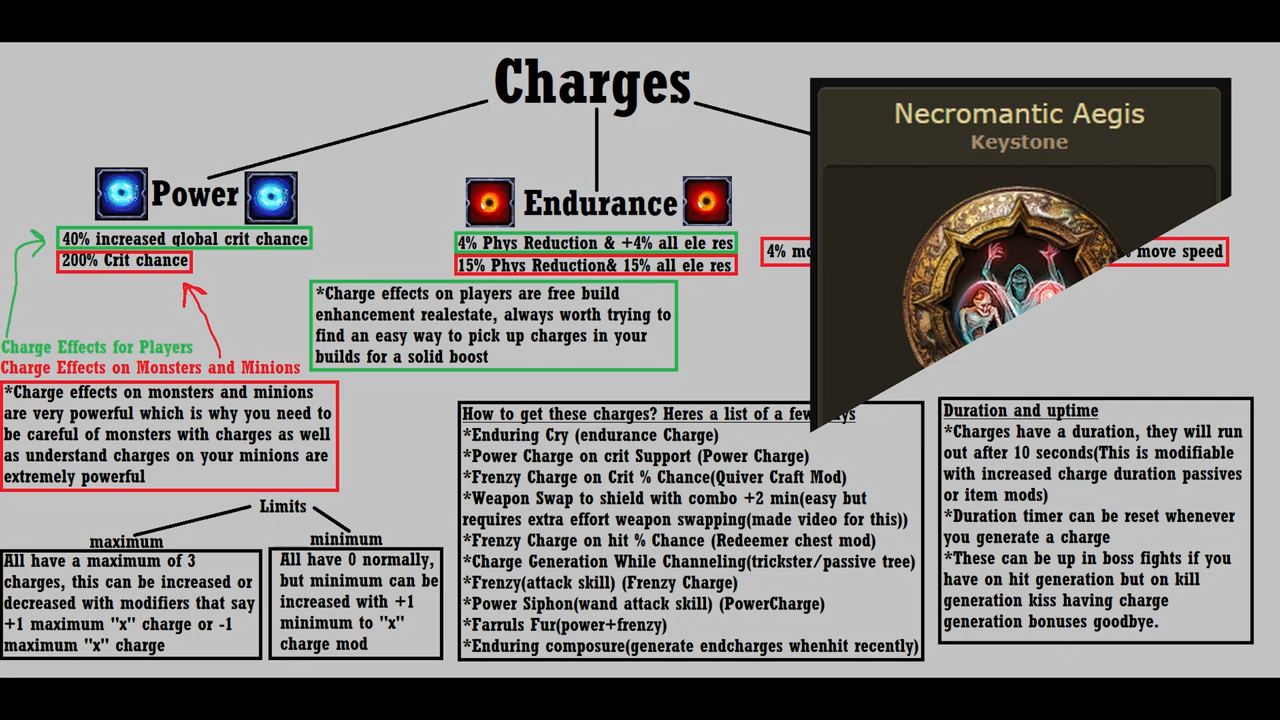 Charges
Necromantic Aegis
Keystone
Power
Endurance
40% increased global crit chance
200% Crit chance
4% Phys Reduction & +4% all ele res
15% Phys Reduction& 15% all ele res
4%
move speed
*Charge effects on players are free build
enhancement realestate, always worth trying to
find an easy way to pick up charges in your
builds for a solid boost
Charge Effects for Players
Charge Effects on Monsters and Minions
*Charge effects on monsters and minions
are very powerful which is why you need to
be careful of monsters with charges as well
as understand charges on your minions are
extremely powerful
Limits
maximum
All have a maximum of 3
charges, this can be increased or
decreased with modifiers that say
+1 maximum "x" charge or -1
maximum "x" charge
minimum
All have 0 normally,
but minimum can be
increased with +1
minimum to "x"
charge mod
How to get these charges? Heres a list of a few
*Enduring Cry (endurance Charge)
*Power Charge on crit Support (Power Charge)
*Frenzy Charge on Crit % Chance(Quiver Craft Mod)
*Weapon Swap to shield with combo +2 min(easy but
requires extra effort weapon swapping(made video for this))
*Frenzy Charge on hit % Chance (Redeemer chest mod)
*Charge Generation While Channeling(trickster/passive tree)
*Frenzy(attack skill) (Frenzy Charge)
*Power Siphon(wand attack skill) (PowerCharge)
*Farruls Fur(power+frenzy)
*Enduring composure(generate endcharges whenhit recently)
Duration and uptime
*Charges have a duration, they will run
out after 10 seconds(This is modifiable
with increased charge duration passives
or item mods)
*Duration timer can be reset whenever
you generate a charge
*These can be up in boss fights if you
have on hit generation but on kill
generation kiss having charge
generation bonuses goodbye.